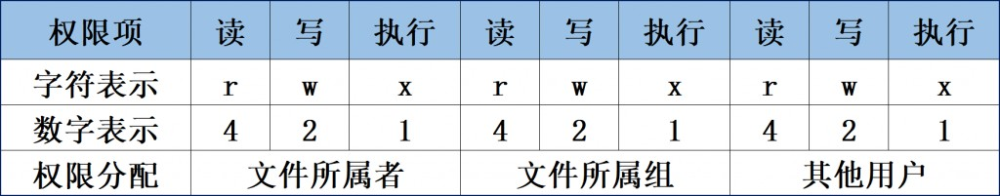 权限项 读 写 执行 读 写 执行 读 写 执行
字符表示 r w x r w x r w x
数字表示 4 2 1 4 2 1 4 2 1
权限分配 文件所属者 文件所属组 其他用户